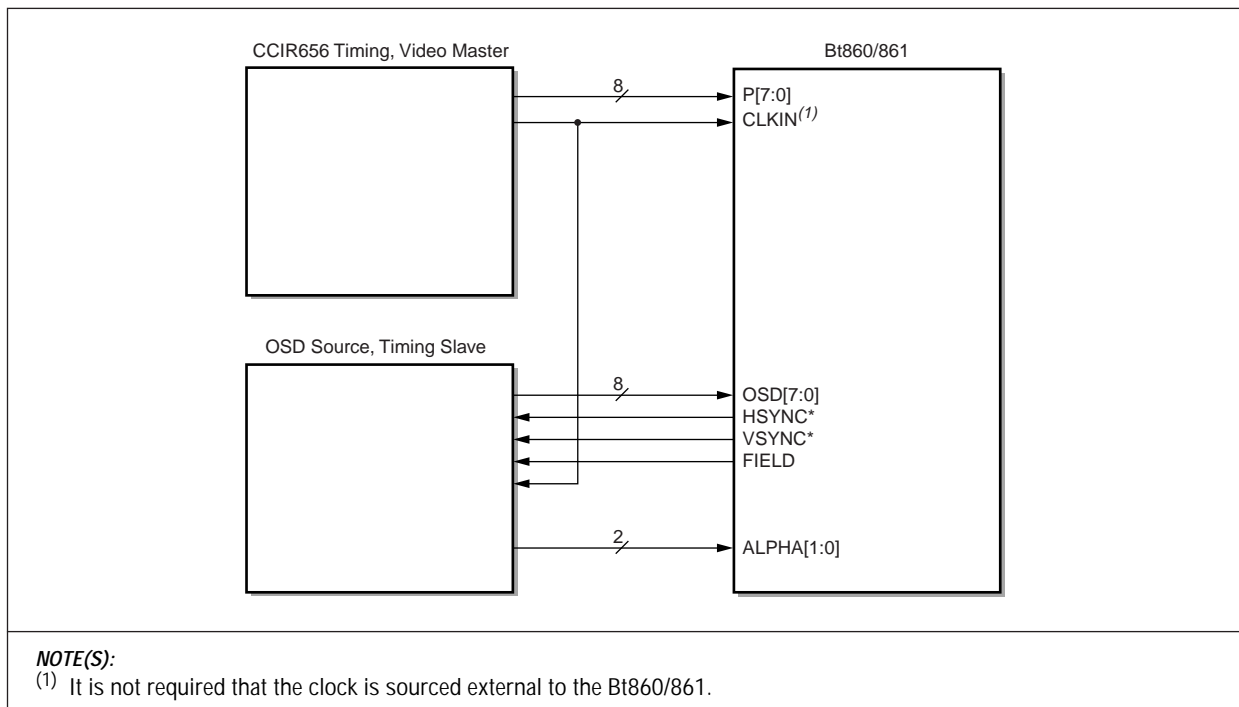 CCIR656 Timing, Video Master
Bt860/861
8
P[7:0]
CLKIN(1)
OSD Source, Timing Slave
8
OSD[7:0]
HSYNC*
VSYNC*
FIELD
2
ALPHA[1:0]
NOTE(S):
(1) It is not required that the clock is sourced external to the Bt860/861.